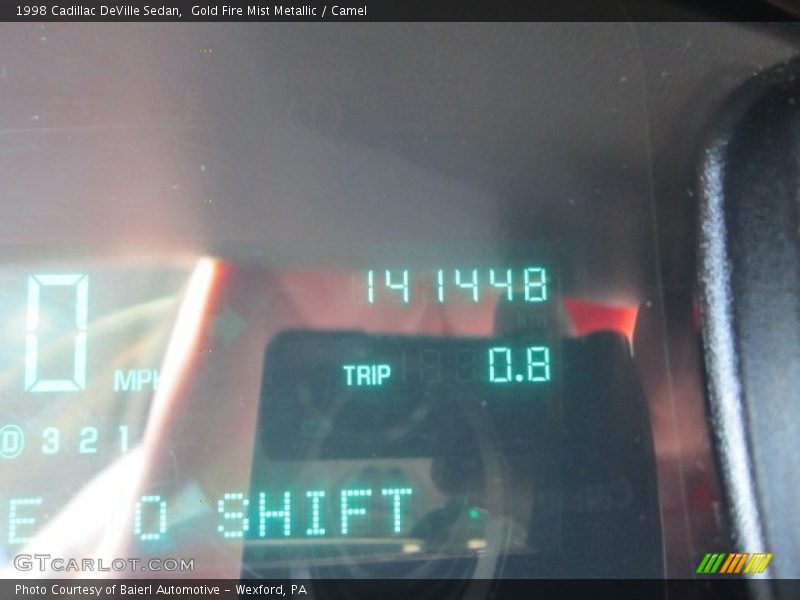 1998 Cadillac DeVille Sedan, Gold Fire Mist Metallic / Camel
141448
0
TRIP 0.8
MPH
D 3 2 1
E TO SHIFT
GTCARLOT.COM
Photo Courtesy of Baierl Automotive - Wexford, PA